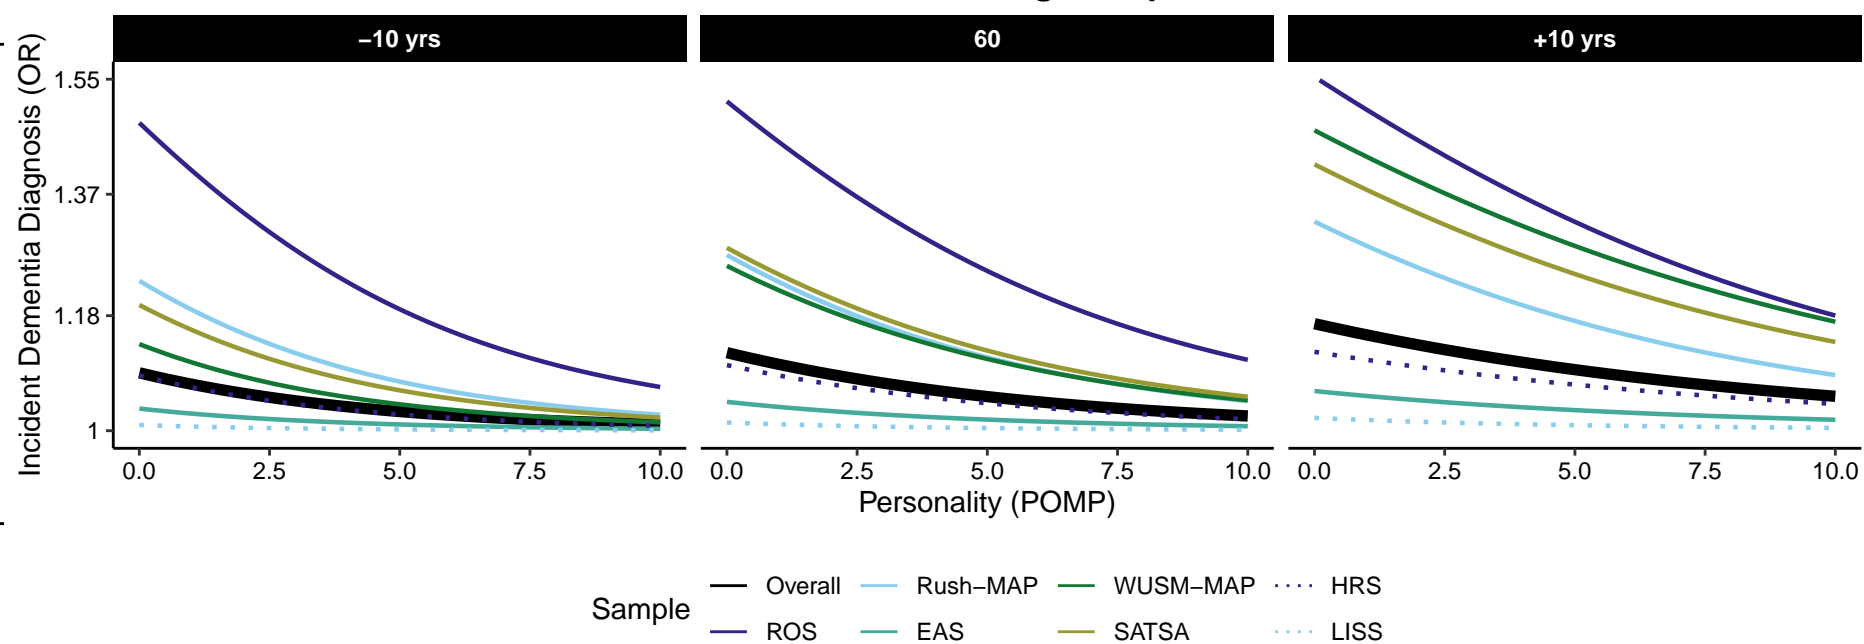 –10 yrs 60 +10 yrs
Incident Dementia Diagnosis (OR)
1.55
1.37
1.18
1
0.0 2.5 5.0 7.5 10.0 0.0 2.5 5.0 7.5 10.0 0.0 2.5 5.0 7.5 10.0
Personality (POMP)
Sample
Overall Rush–MAP WUSM–MAP HRS
ROS EAS SATSA LISS